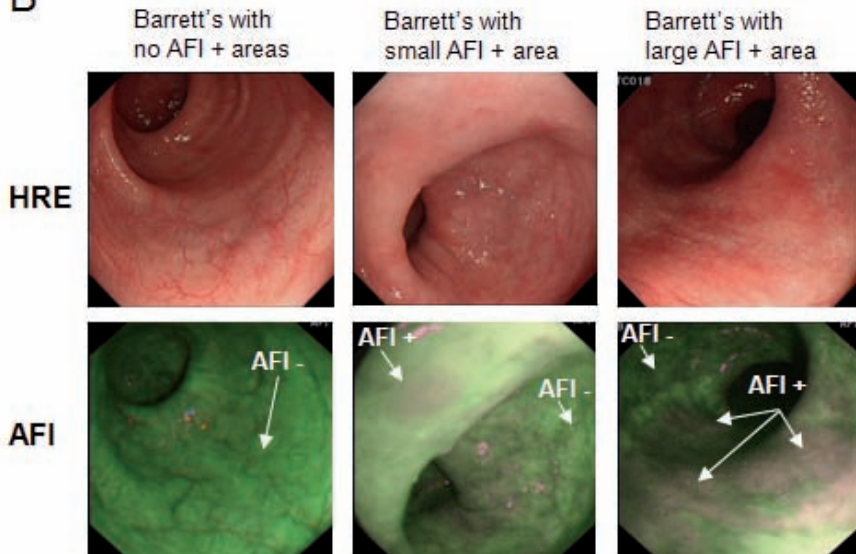 B
Barrett's with
no AFI + areas
Barrett's with
small AFI + area
Barrett's with
large AFI + area
HRE
TC018
AFI
AFI -
AFI +
AFI -
AFI -
AFI +